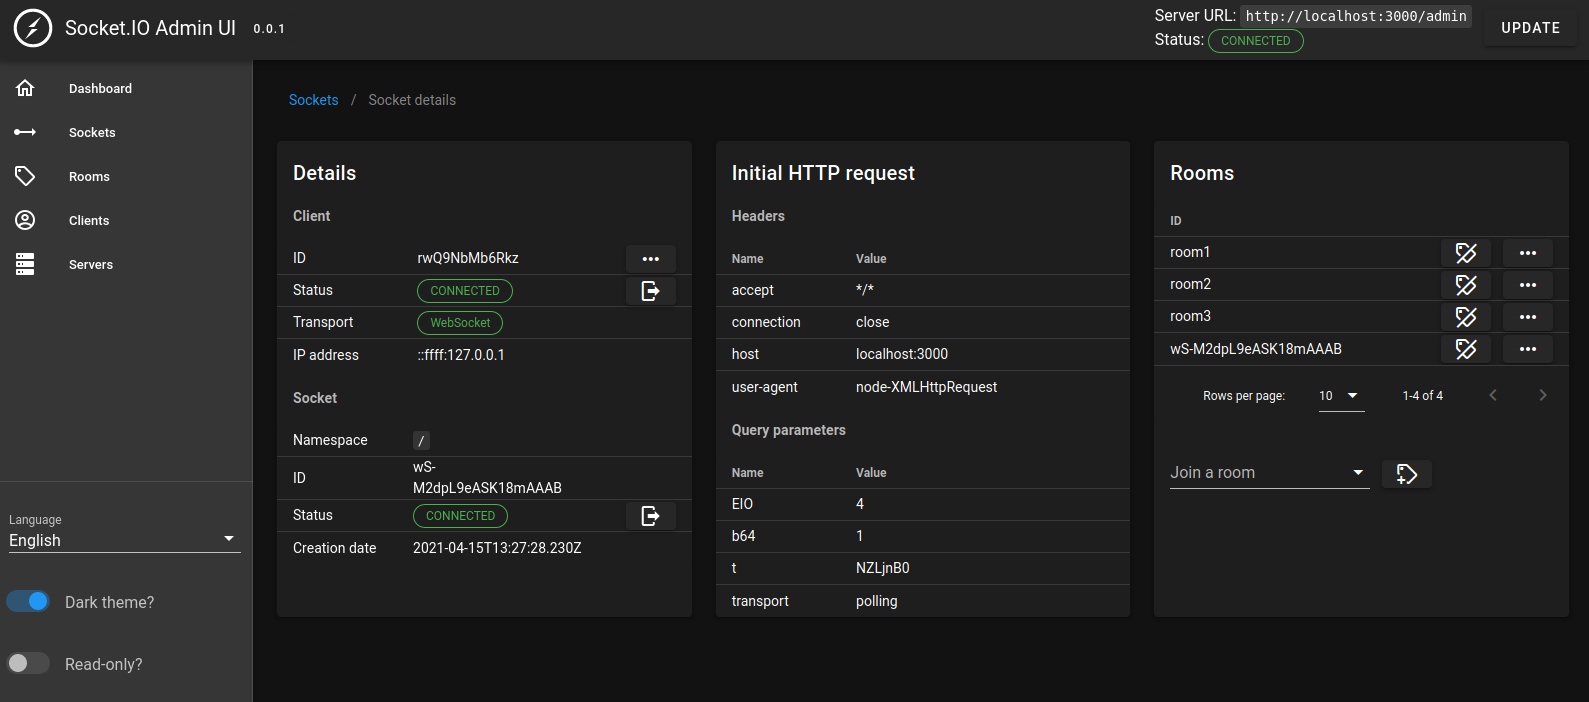 Socket.IO Admin UI 0.0.1
Server URL: http://localhost:3000/admin
Status: CONNECTED
UPDATE
Dashboard
Sockets
Rooms
Clients
Servers
Language
English
Dark theme?
Read-only?
Sockets / Socket details
Details
Client
ID rwQ9NbMb6Rkz
Status CONNECTED
Transport WebSocket
IP address ::ffff:127.0.0.1
Socket
Namespace /
ID wS-
M2dpL9eASK18mAAAB
Status CONNECTED
Creation date 2021-04-15T13:27:28.230Z
Initial HTTP request
Headers
Name Value
accept */*
connection close
host localhost:3000
user-agent node-XMLHttpRequest
Query parameters
Name Value
EIO 4
b64 1
t NZLjnB0
transport polling
Rooms
ID
room1
room2
room3
wS-M2dpL9eASK18mAAAB
Rows per page: 10 1-4 of 4
Join a room